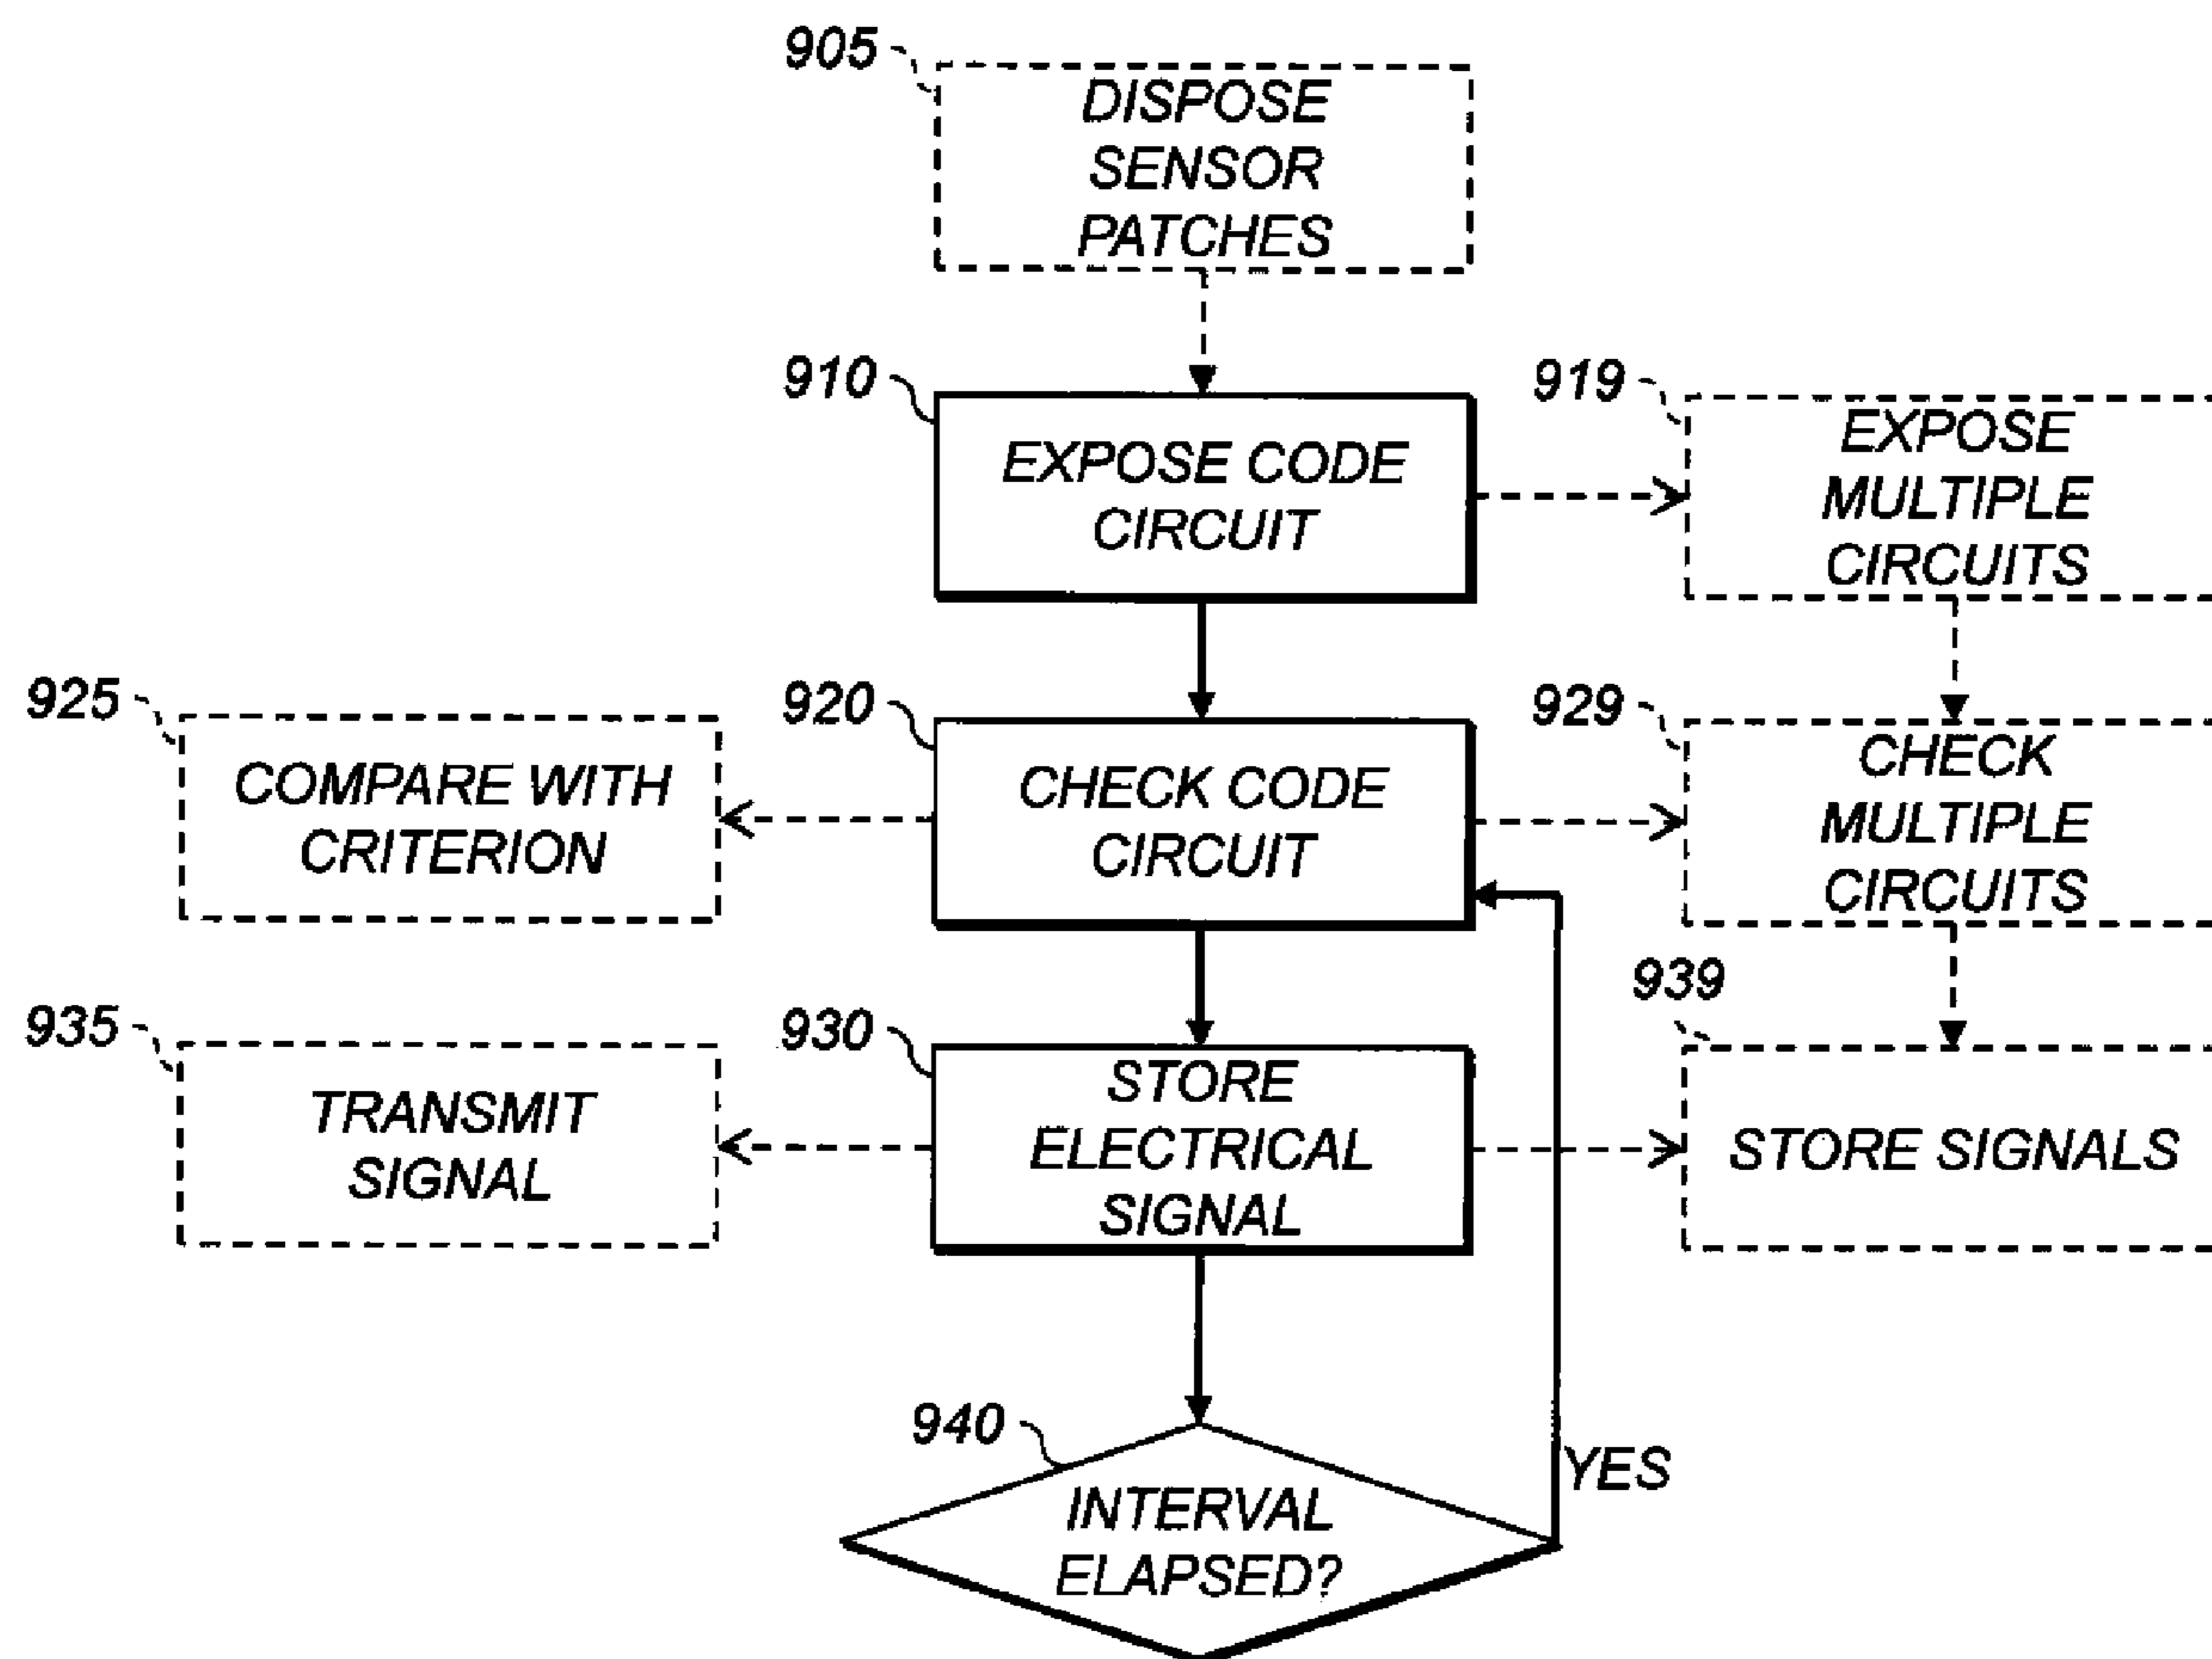 905
DISPOSE
SENSOR
PATCHES
910
EXPOSE CODE
CIRCUIT
919
EXPOSE
MULTIPLE
CIRCUITS
925
COMPARE WITH
CRITERION
920
CHECK CODE
CIRCUIT
929
CHECK
MULTIPLE
CIRCUITS
935
TRANSMIT
SIGNAL
930
STORE
ELECTRICAL
SIGNAL
939
STORE SIGNALS
940
INTERVAL
ELAPSED?
YES